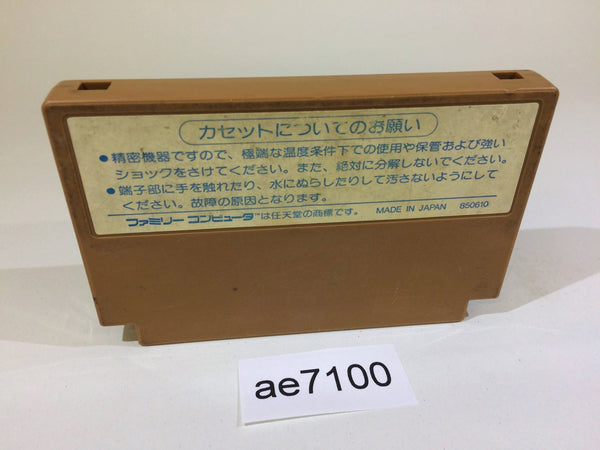 カセットについてのお願い
●精密機器ですので、極端な温度条件下での使用や保管および強い
ショックをさけてください。また、絶対に分解しないでください。
●端子部に手を触れたり、水にぬらしたりして汚さないようにして
ください。故障の原因となります。
ファミリー コンピュータ™は任天堂の商標です。 MADE IN JAPAN 850610
ae7100